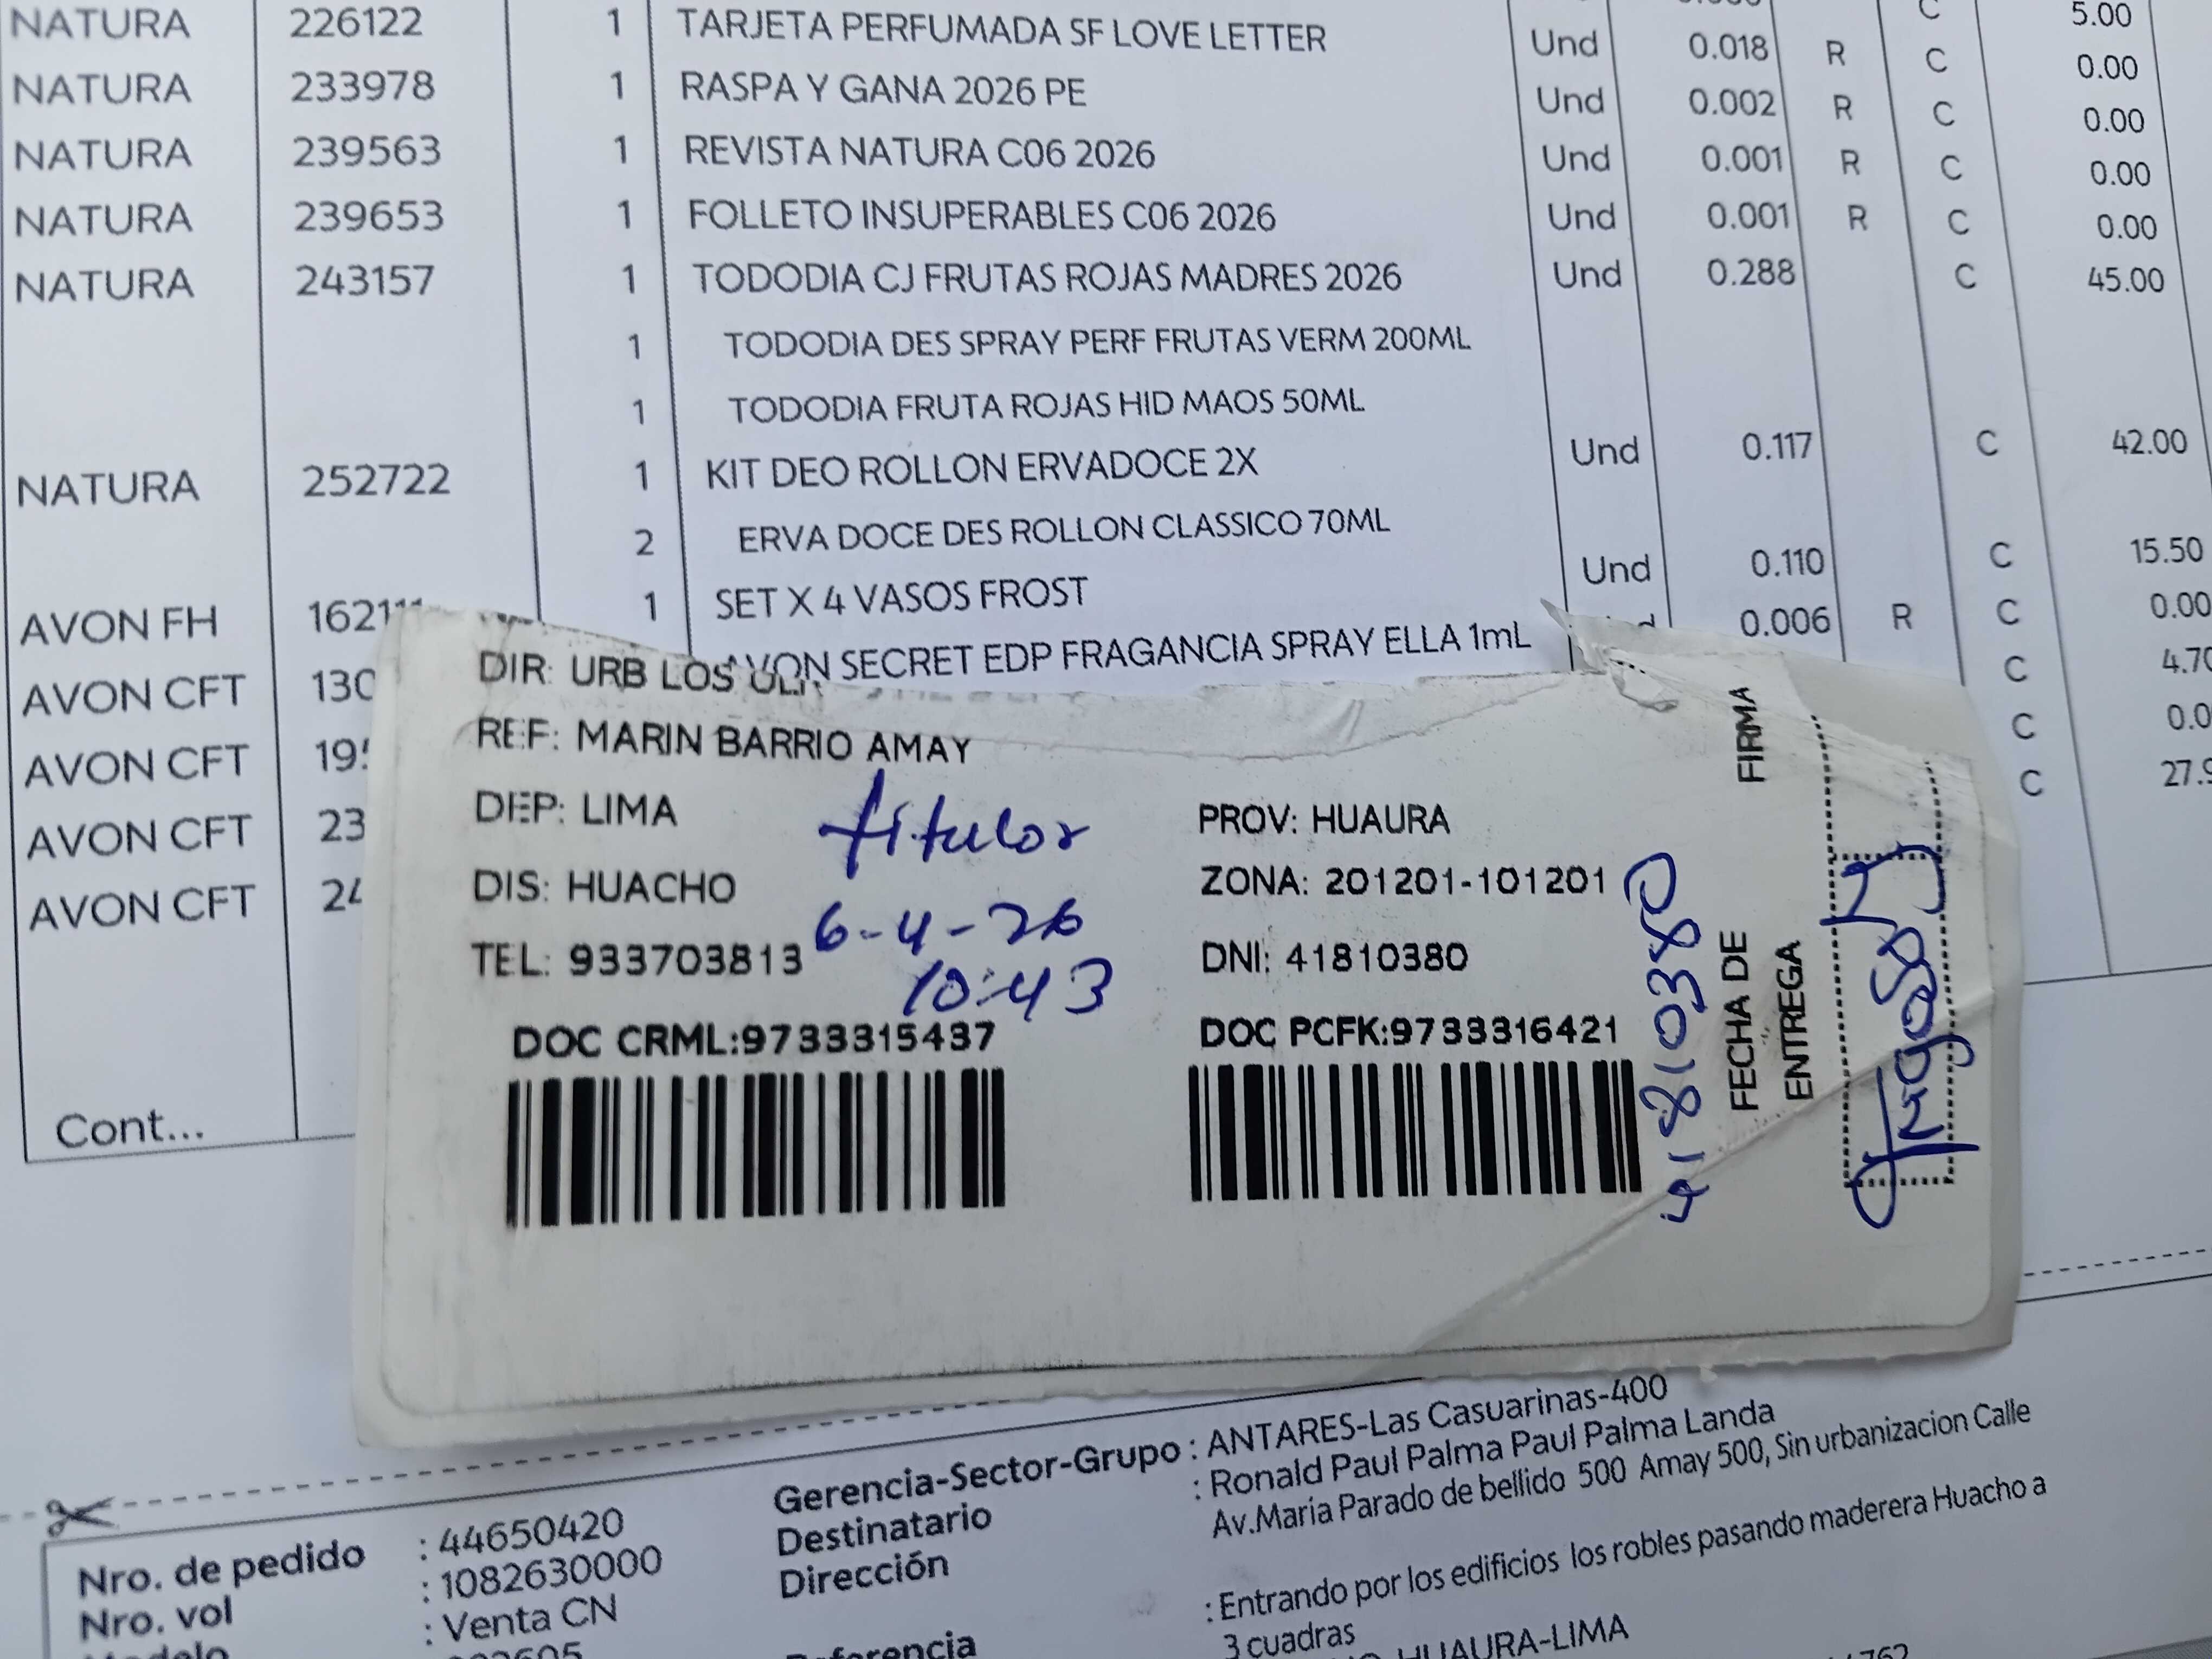 NATURA 226122 1 TARJETA PERFUMADA SF LOVE LETTER Und 0.018 R C 0.00
NATURA 233978 1 RASPA Y GANA 2026 PE Und 0.002 R C 0.00
NATURA 239563 1 REVISTA NATURA C06 2026 Und 0.001 R C 0.00
NATURA 239653 1 FOLLETO INSUPERABLES C06 2026 Und 0.001 R C 0.00
NATURA 243157 1 TODODIA CJ FRUTAS ROJAS MADRES 2026 Und 0.288 C 45.00
1 TODODIA DES SPRAY PERF FRUTAS VERM 200ML
1 TODODIA FRUTA ROJAS HID MAOS 50ML
NATURA 252722 1 KIT DEO ROLLON ERVADOCE 2X Und 0.117 C 42.00
2 ERVA DOCE DES ROLLON CLASSICO 70ML
AVON FH 1 SET X 4 VASOS FROST Und 0.110 C 15.50
AVON CFT SECRET EDP FRAGANCIA SPRAY ELLA 1mL 0.006 R C 0.00
AVON CFT C
AVON CFT C
AVON CFT C
Cont...
DIR: URB LOS
REF: MARIN BARRIO AMAY
DEP: LIMA
titular
PROV: HUAURA
DIS: HUACHO
6-4-26
ZONA: 201201-101201
TEL: 933703813
10:43
DNI: 41810380
DOC CRML:9733315437
DOC PCFK:9733316421
41810380
FECHA DE
ENTREGA
FIRMA
Nro. de pedido : 44650420
Nro. vol : 1082630000
: Venta CN
Gerencia-Sector-Grupo : ANTARES-Las Casuarinas-400
Destinatario : Ronald Paul Palma Paul Palma Landa
Dirección Av.María Parado de bellido 500 Amay 500, Sin urbanizacion Calle
: Entrando por los edificios los robles pasando maderera Huacho a
3 cuadras
HUAURA-LIMA